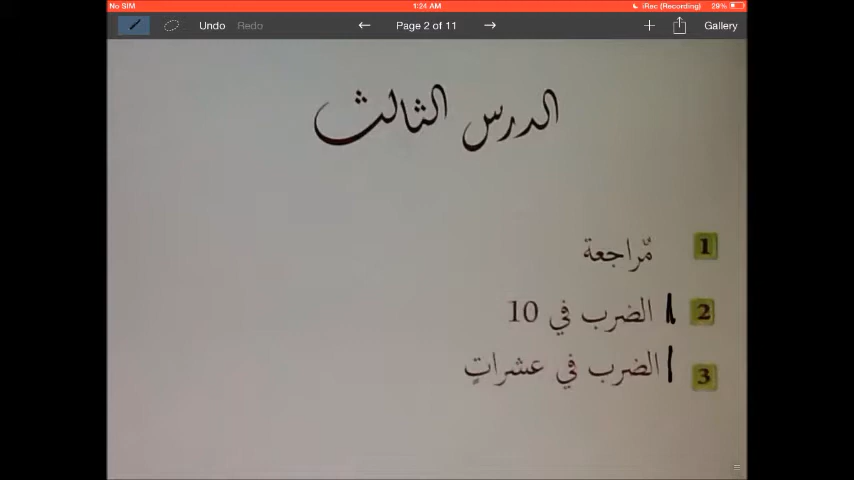 No SIM 1:24 AM iRec (Recording) 29%
Undo Redo Page 2 of 11 Gallery
الدرس الثالث
1 مُراجعة
2 الضرب في 10
3 الضرب في عشراتٍ